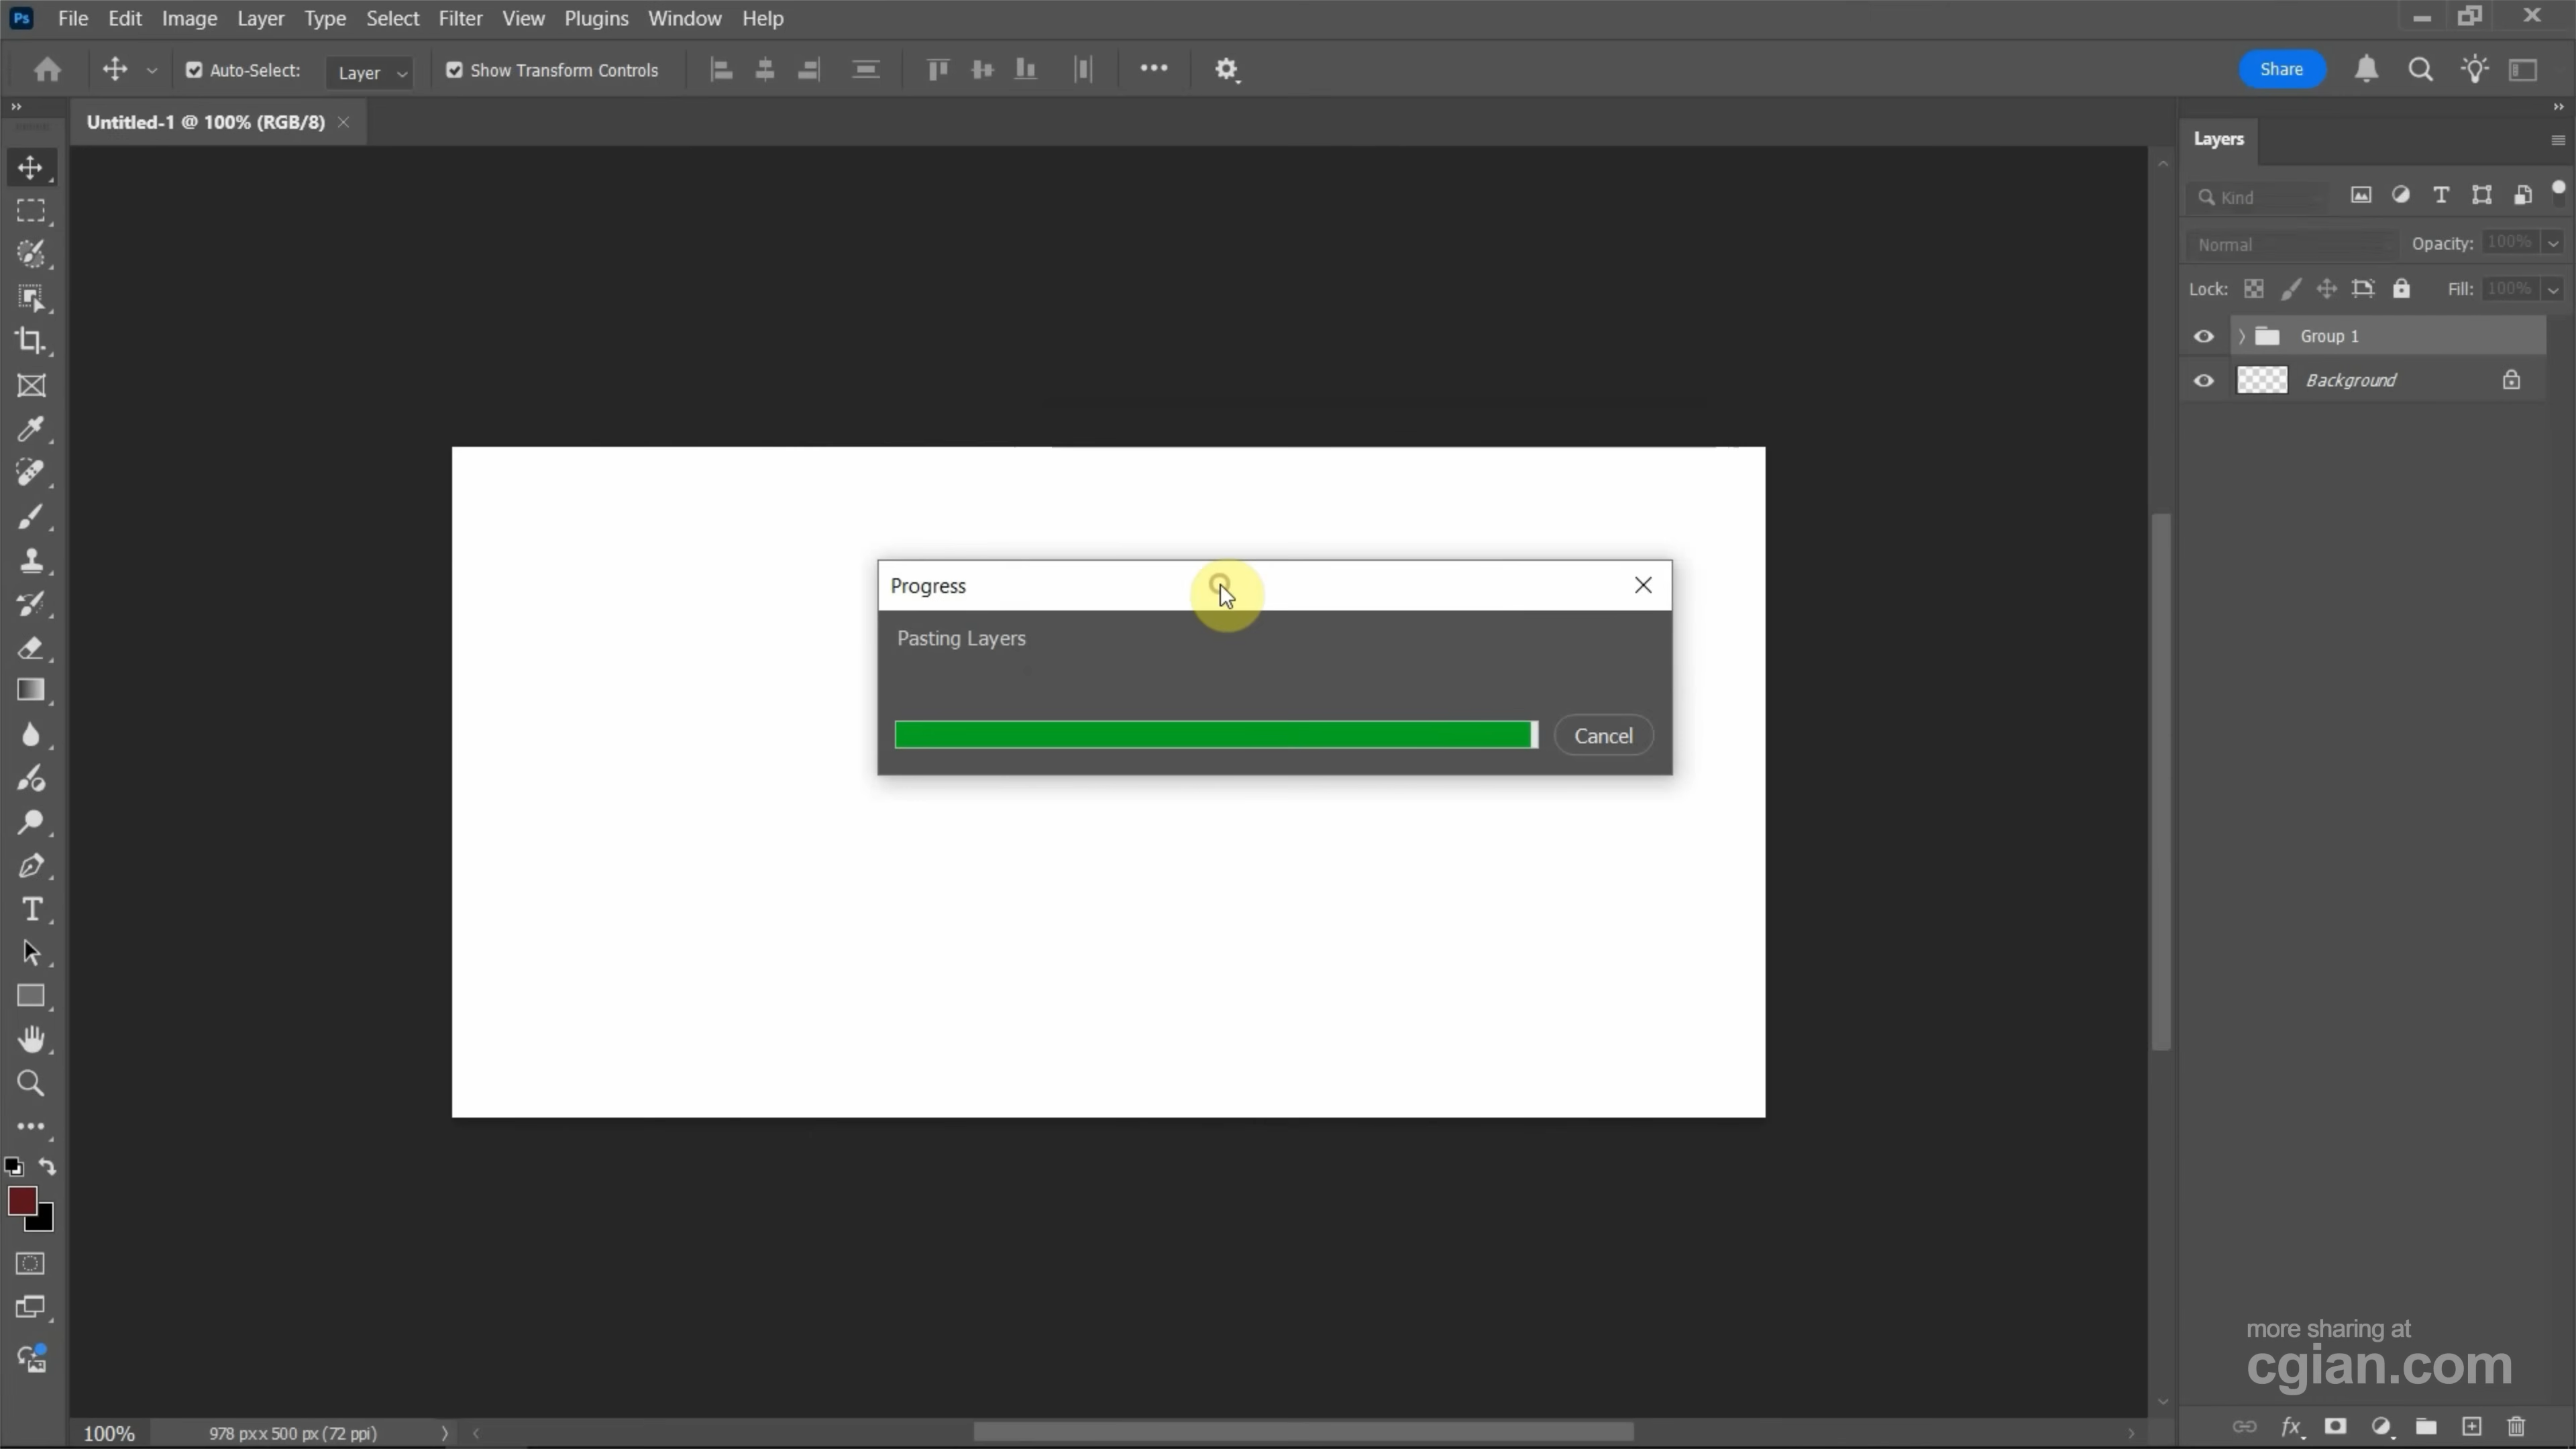 Ps File Edit Image Layer Type Select Filter View Plugins Window Help
Auto-Select: Layer Show Transform Controls Share
Untitled-1 @ 100% (RGB/8)
Layers
Kind
Normal Opacity: 100%
Lock: Fill: 100%
Group 1
Background
Progress
Pasting Layers
Cancel
more sharing at
cgian.com
100% 978 px x 500 px (72 ppi)
fx